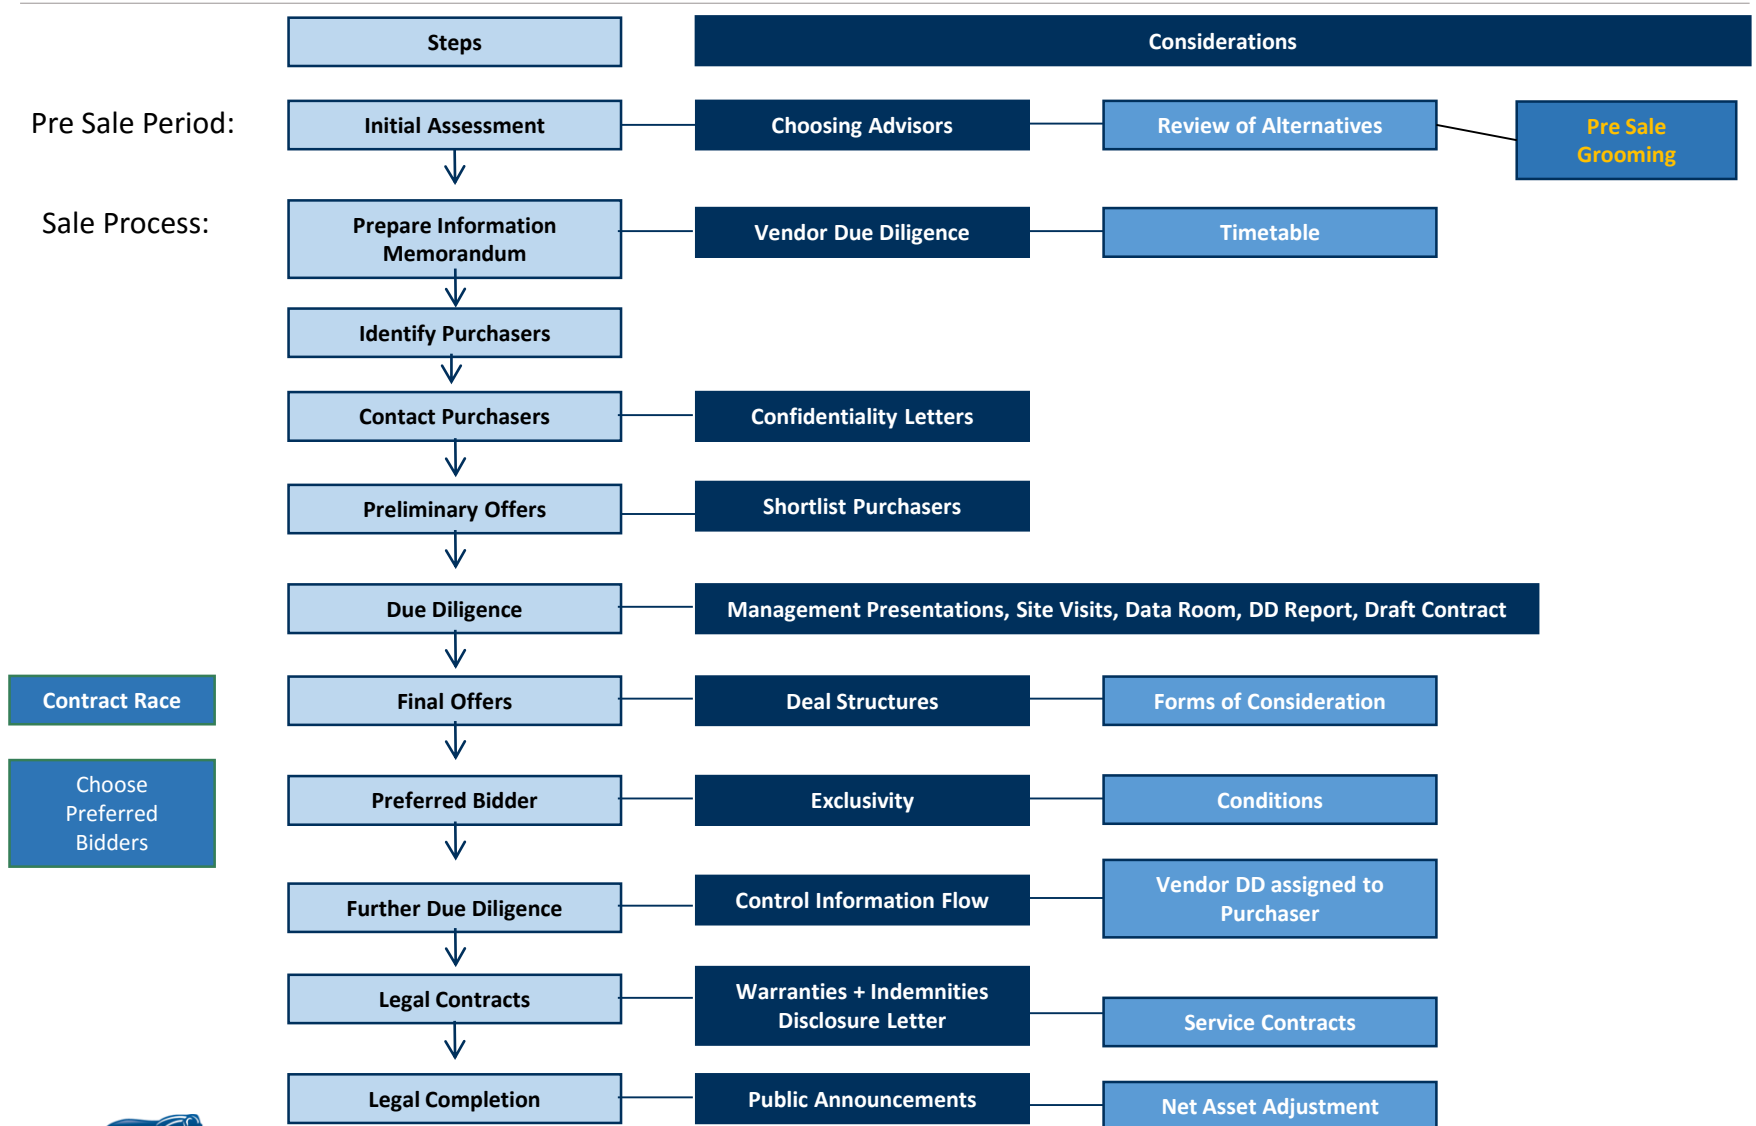 Steps
Considerations
Pre Sale Period:
Initial Assessment
Choosing Advisors
Review of Alternatives
Pre Sale
Grooming
Sale Process:
Prepare Information
Memorandum
Vendor Due Diligence
Timetable
Identify Purchasers
Contact Purchasers
Confidentiality Letters
Preliminary Offers
Shortlist Purchasers
Due Diligence
Management Presentations, Site Visits, Data Room, DD Report, Draft Contract
Contract Race
Final Offers
Deal Structures
Forms of Consideration
Choose
Preferred
Bidders
Preferred Bidder
Exclusivity
Conditions
Further Due Diligence
Control Information Flow
Vendor DD assigned to
Purchaser
Legal Contracts
Warranties + Indemnities
Disclosure Letter
Service Contracts
Legal Completion
Public Announcements
Net Asset Adjustment